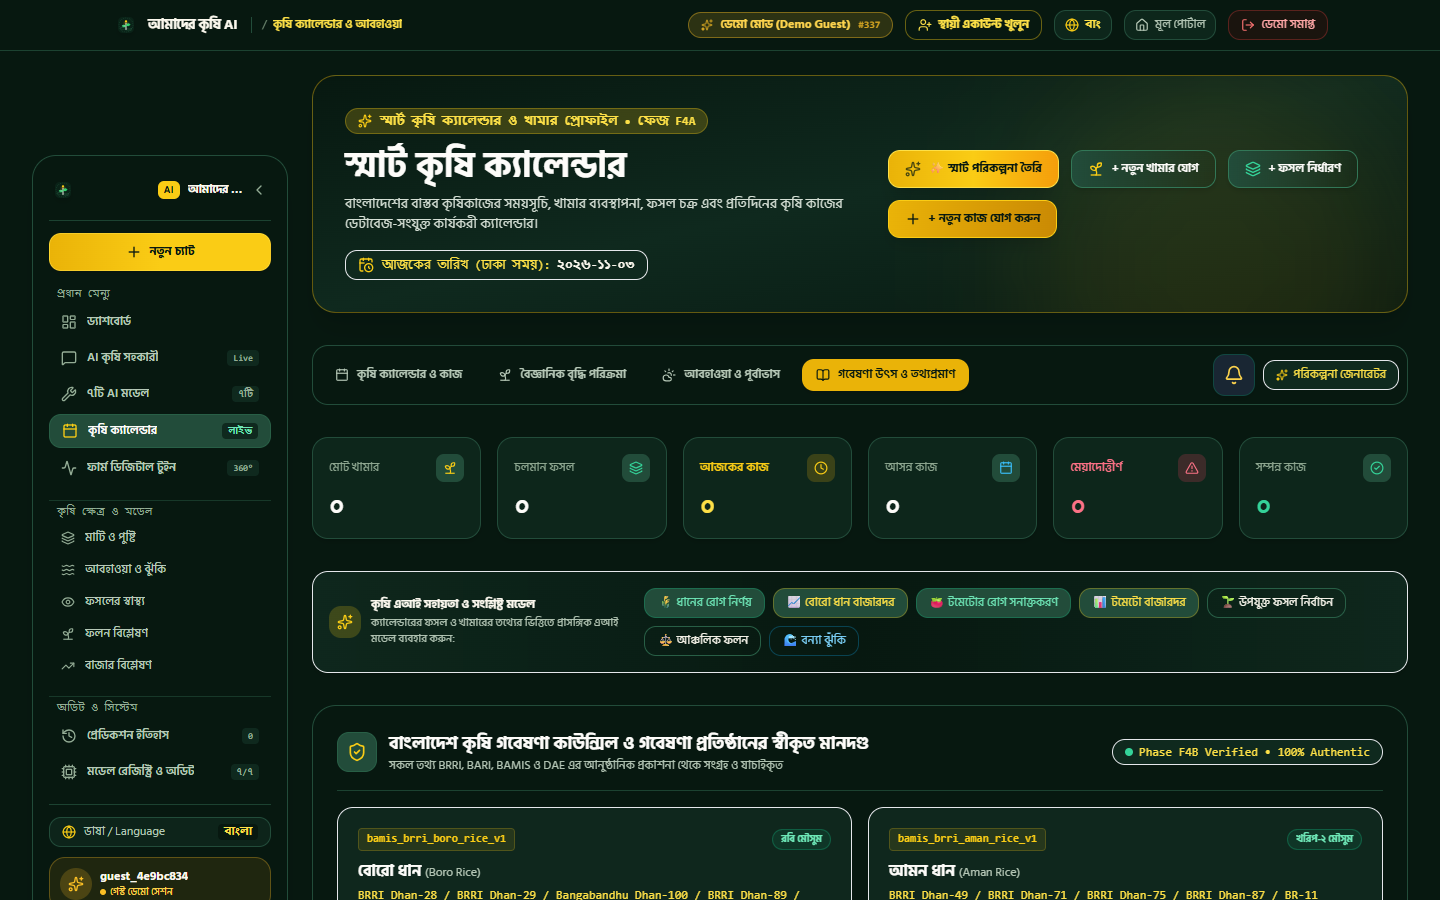 আমাদের কৃষি AI / কৃষি ক্যালেন্ডার ও আবহাওয়া
ডেমো মোড (Demo Guest) #337
স্থায়ী একাউন্ট খুলুন
বাং
মূল পোর্টাল
ডেমো সমাপ্ত
AI আমাদের ...
নতুন চ্যাট
প্রধান মেন্যু
ড্যাশবোর্ড
AI কৃষি সহকারী Live
৭টি AI মডেল ৭টি
কৃষি ক্যালেন্ডার লাইভ
ফার্ম ডিজিটাল টুইন 360°
কৃষি ক্ষেত্র ও মডেল
মাটি ও পুষ্টি
আবহাওয়া ও ঝুঁকি
ফসলের স্বাস্থ্য
ফলন বিশ্লেষণ
বাজার বিশ্লেষণ
অডিট ও সিস্টেম
প্রেডিকশন ইতিহাস 0
মডেল রেজিস্ট্রি ও অডিট ৭/৭
ভাষা / Language বাংলা
guest_4e9bc834
গেস্ট ডেমো সেশন
স্মার্ট কৃষি ক্যালেন্ডার ও খামার প্রোফাইল • ফেজ F4A
স্মার্ট কৃষি ক্যালেন্ডার
বাংলাদেশের বাস্তব কৃষিকাজের সময়সূচি, খামার ব্যবস্থাপনা, ফসল চক্র এবং প্রতিদিনের কৃষি কাজের
ডেটাবেজ-সংযুক্ত কার্যকরী ক্যালেন্ডার।
আজকের তারিখ (ঢাকা সময়): ২০২৬-১১-০৩
স্মার্ট পরিকল্পনা তৈরি
+ নতুন খামার যোগ
+ ফসল নির্ধারণ
+ নতুন কাজ যোগ করুন
কৃষি ক্যালেন্ডার ও কাজ
বৈজ্ঞানিক বৃদ্ধি পরিক্রমা
আবহাওয়া ও পূর্বাভাস
গবেষণা উৎস ও তথ্যপ্রমাণ
পরিকল্পনা জেনারেটর
মোট খামার
0
চলমান ফসল
0
আজকের কাজ
0
আসন্ন কাজ
0
মেয়াদোত্তীর্ণ
0
সম্পন্ন কাজ
0
কৃষি এআই সহায়তা ও সংশ্লিষ্ট মডেল
ক্যালেন্ডারের ফসল ও খামারের তথ্যের ভিত্তিতে প্রাসঙ্গিক এআই
মডেল ব্যবহার করুন:
ধানের রোগ নির্ণয়
বোরো ধান বাজারদর
টমেটোর রোগ সনাক্তকরণ
টমেটো বাজারদর
উপযুক্ত ফসল নির্বাচন
আঞ্চলিক ফলন
বন্যা ঝুঁকি
বাংলাদেশ কৃষি গবেষণা কাউন্সিল ও গবেষণা প্রতিষ্ঠানের স্বীকৃত মানদণ্ড
সকল তথ্য BRRI, BARI, BAMIS ও DAE এর আনুষ্ঠানিক প্রকাশনা থেকে সংগ্রহ ও যাচাইকৃত
Phase F4B Verified • 100% Authentic
bamis_brri_boro_rice_v1
রবি মৌসুম
বোরো ধান (Boro Rice)
BRRI Dhan-28 / BRRI Dhan-29 / Bangabandhu Dhan-100 / BRRI Dhan-89 /
bamis_brri_aman_rice_v1
খরিপ-২ মৌসুম
আমন ধান (Aman Rice)
BRRI Dhan-49 / BRRI Dhan-71 / BRRI Dhan-75 / BRRI Dhan-87 / BR-11